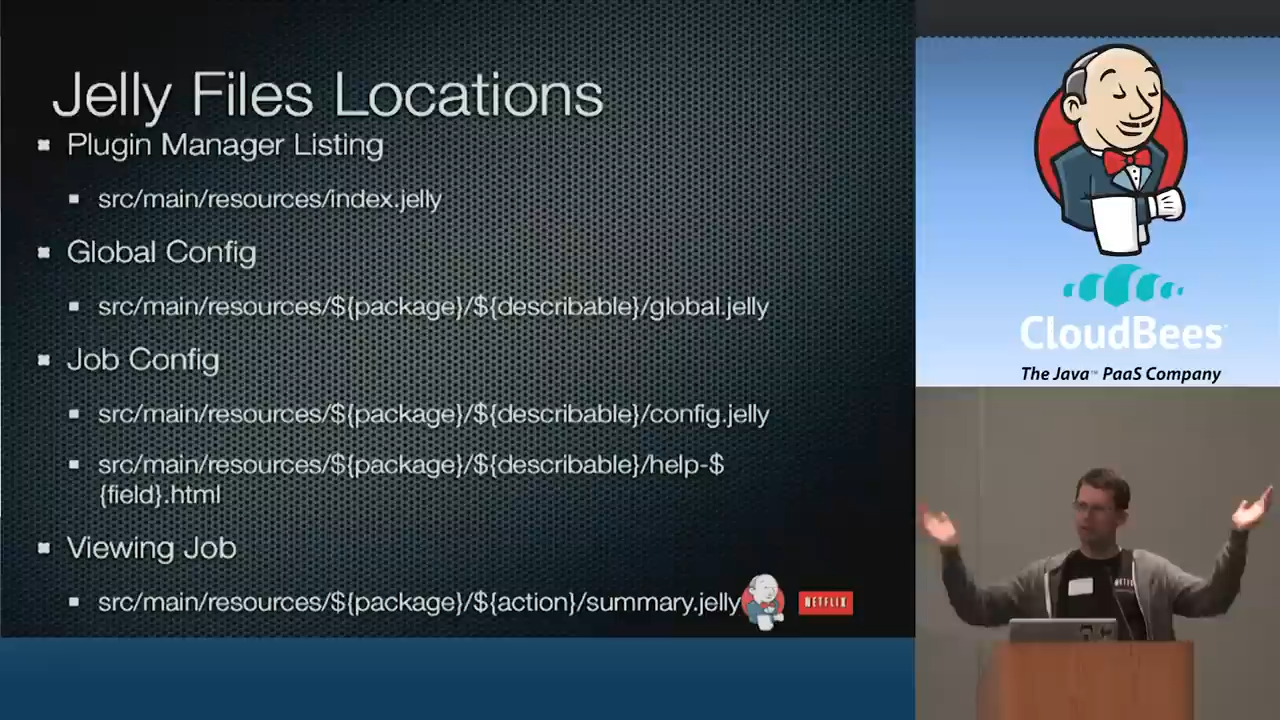 Jelly Files Locations
Plugin Manager Listing
src/main/resources/index.jelly
Global Config
src/main/resources/${package}/${describable}/global.jelly
Job Config
src/main/resources/${package}/${describable}/config.jelly
src/main/resources/${package}/${describable}/help-$
{field}.html
Viewing Job
src/main/resources/${package}/${action}/summary.jelly
NETFLIX
CloudBees
The Java™ PaaS Company